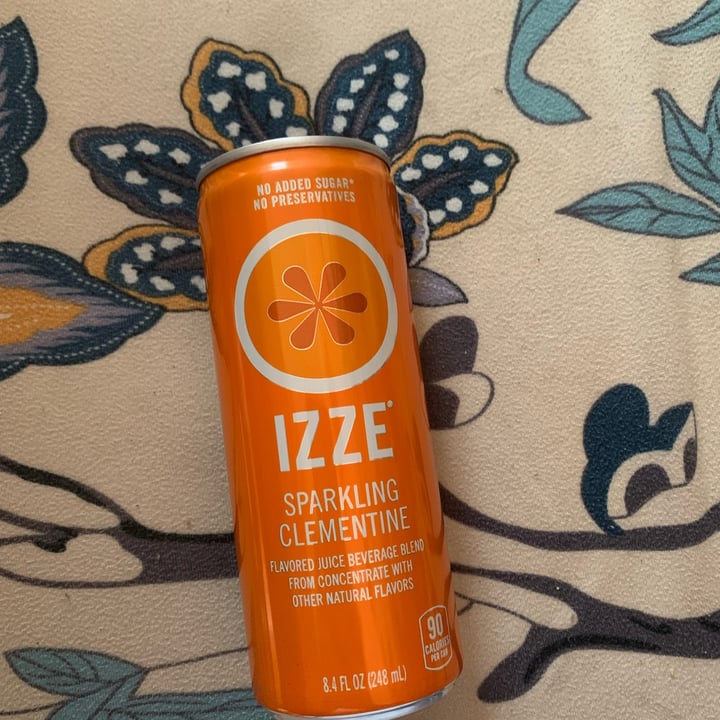 NO ADDED SUGAR*
NO PRESERVATIVES
IZZE®
SPARKLING
CLEMENTINE
FLAVORED JUICE BEVERAGE BLEND
FROM CONCENTRATE WITH
OTHER NATURAL FLAVORS
90
CALORIES
PER CAN
8.4 FL OZ (248 mL)